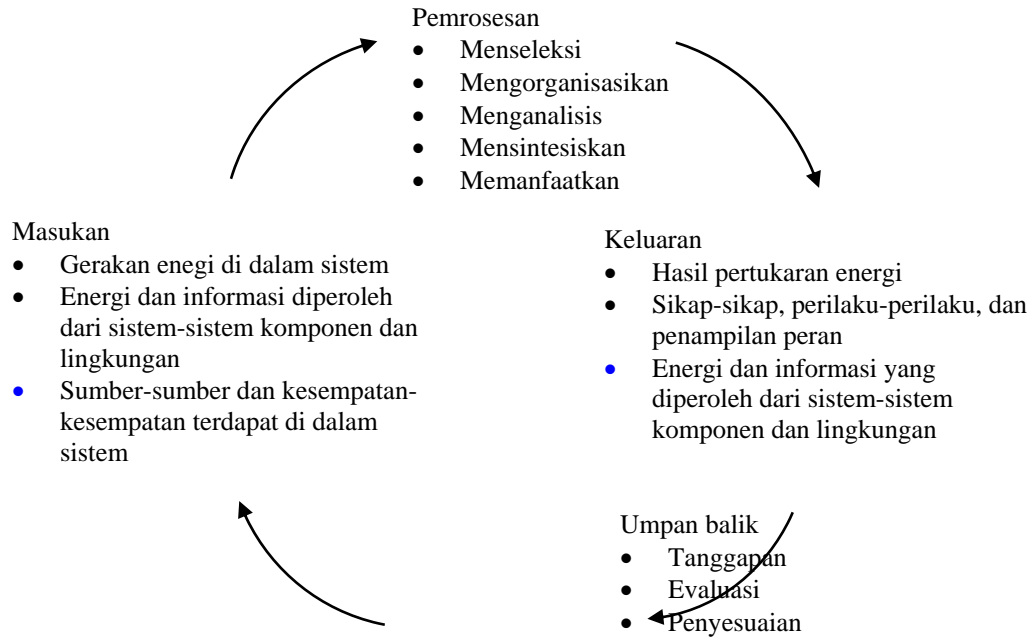 Pemrosesan
• Menseleksi
• Mengorganisasikan
• Menganalisis
• Mensintesiskan
• Memanfaatkan
Masukan
• Gerakan enegi di dalam sistem
• Energi dan informasi diperoleh
dari sistem-sistem komponen dan
lingkungan
• Sumber-sumber dan kesempatan-
kesempatan terdapat di dalam
sistem
Keluaran
• Hasil pertukaran energi
• Sikap-sikap, perilaku-perilaku, dan
penampilan peran
• Energi dan informasi yang
diperoleh dari sistem-sistem
komponen dan lingkungan
Umpan balik
• Tanggapan
• Evaluasi
• Penyesuaian